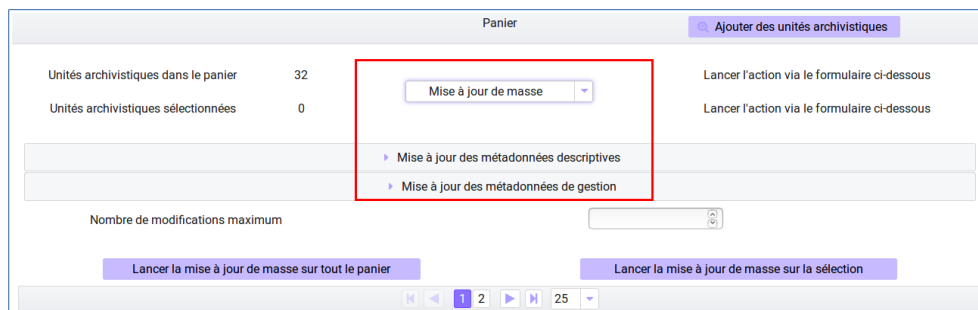 Panier
Ajouter des unités archivistiques
Unités archivistiques dans le panier 32
Mise à jour de masse
Lancer l'action via le formulaire ci-dessous
Unités archivistiques sélectionnées 0
Lancer l'action via le formulaire ci-dessous
Mise à jour des métadonnées descriptives
Mise à jour des métadonnées de gestion
Nombre de modifications maximum
Lancer la mise à jour de masse sur tout le panier
Lancer la mise à jour de masse sur la sélection
1 2 25